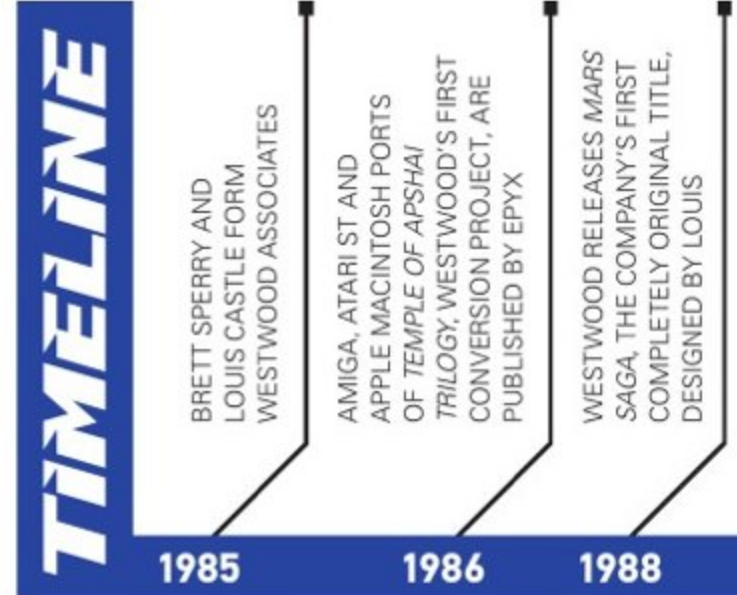 TIMELINE
BRETT SPERRY AND
LOUIS CASTLE FORM
WESTWOOD ASSOCIATES
1985
AMIGA, ATARI ST AND
APPLE MACINTOSH PORTS
OF TEMPLE OF APSHAI
TRILOGY, WESTWOOD'S FIRST
CONVERSION PROJECT, ARE
PUBLISHED BY EPYX
1986
WESTWOOD RELEASES MARS
SAGA, THE COMPANY'S FIRST
COMPLETELY ORIGINAL TITLE,
DESIGNED BY LOUIS
1988